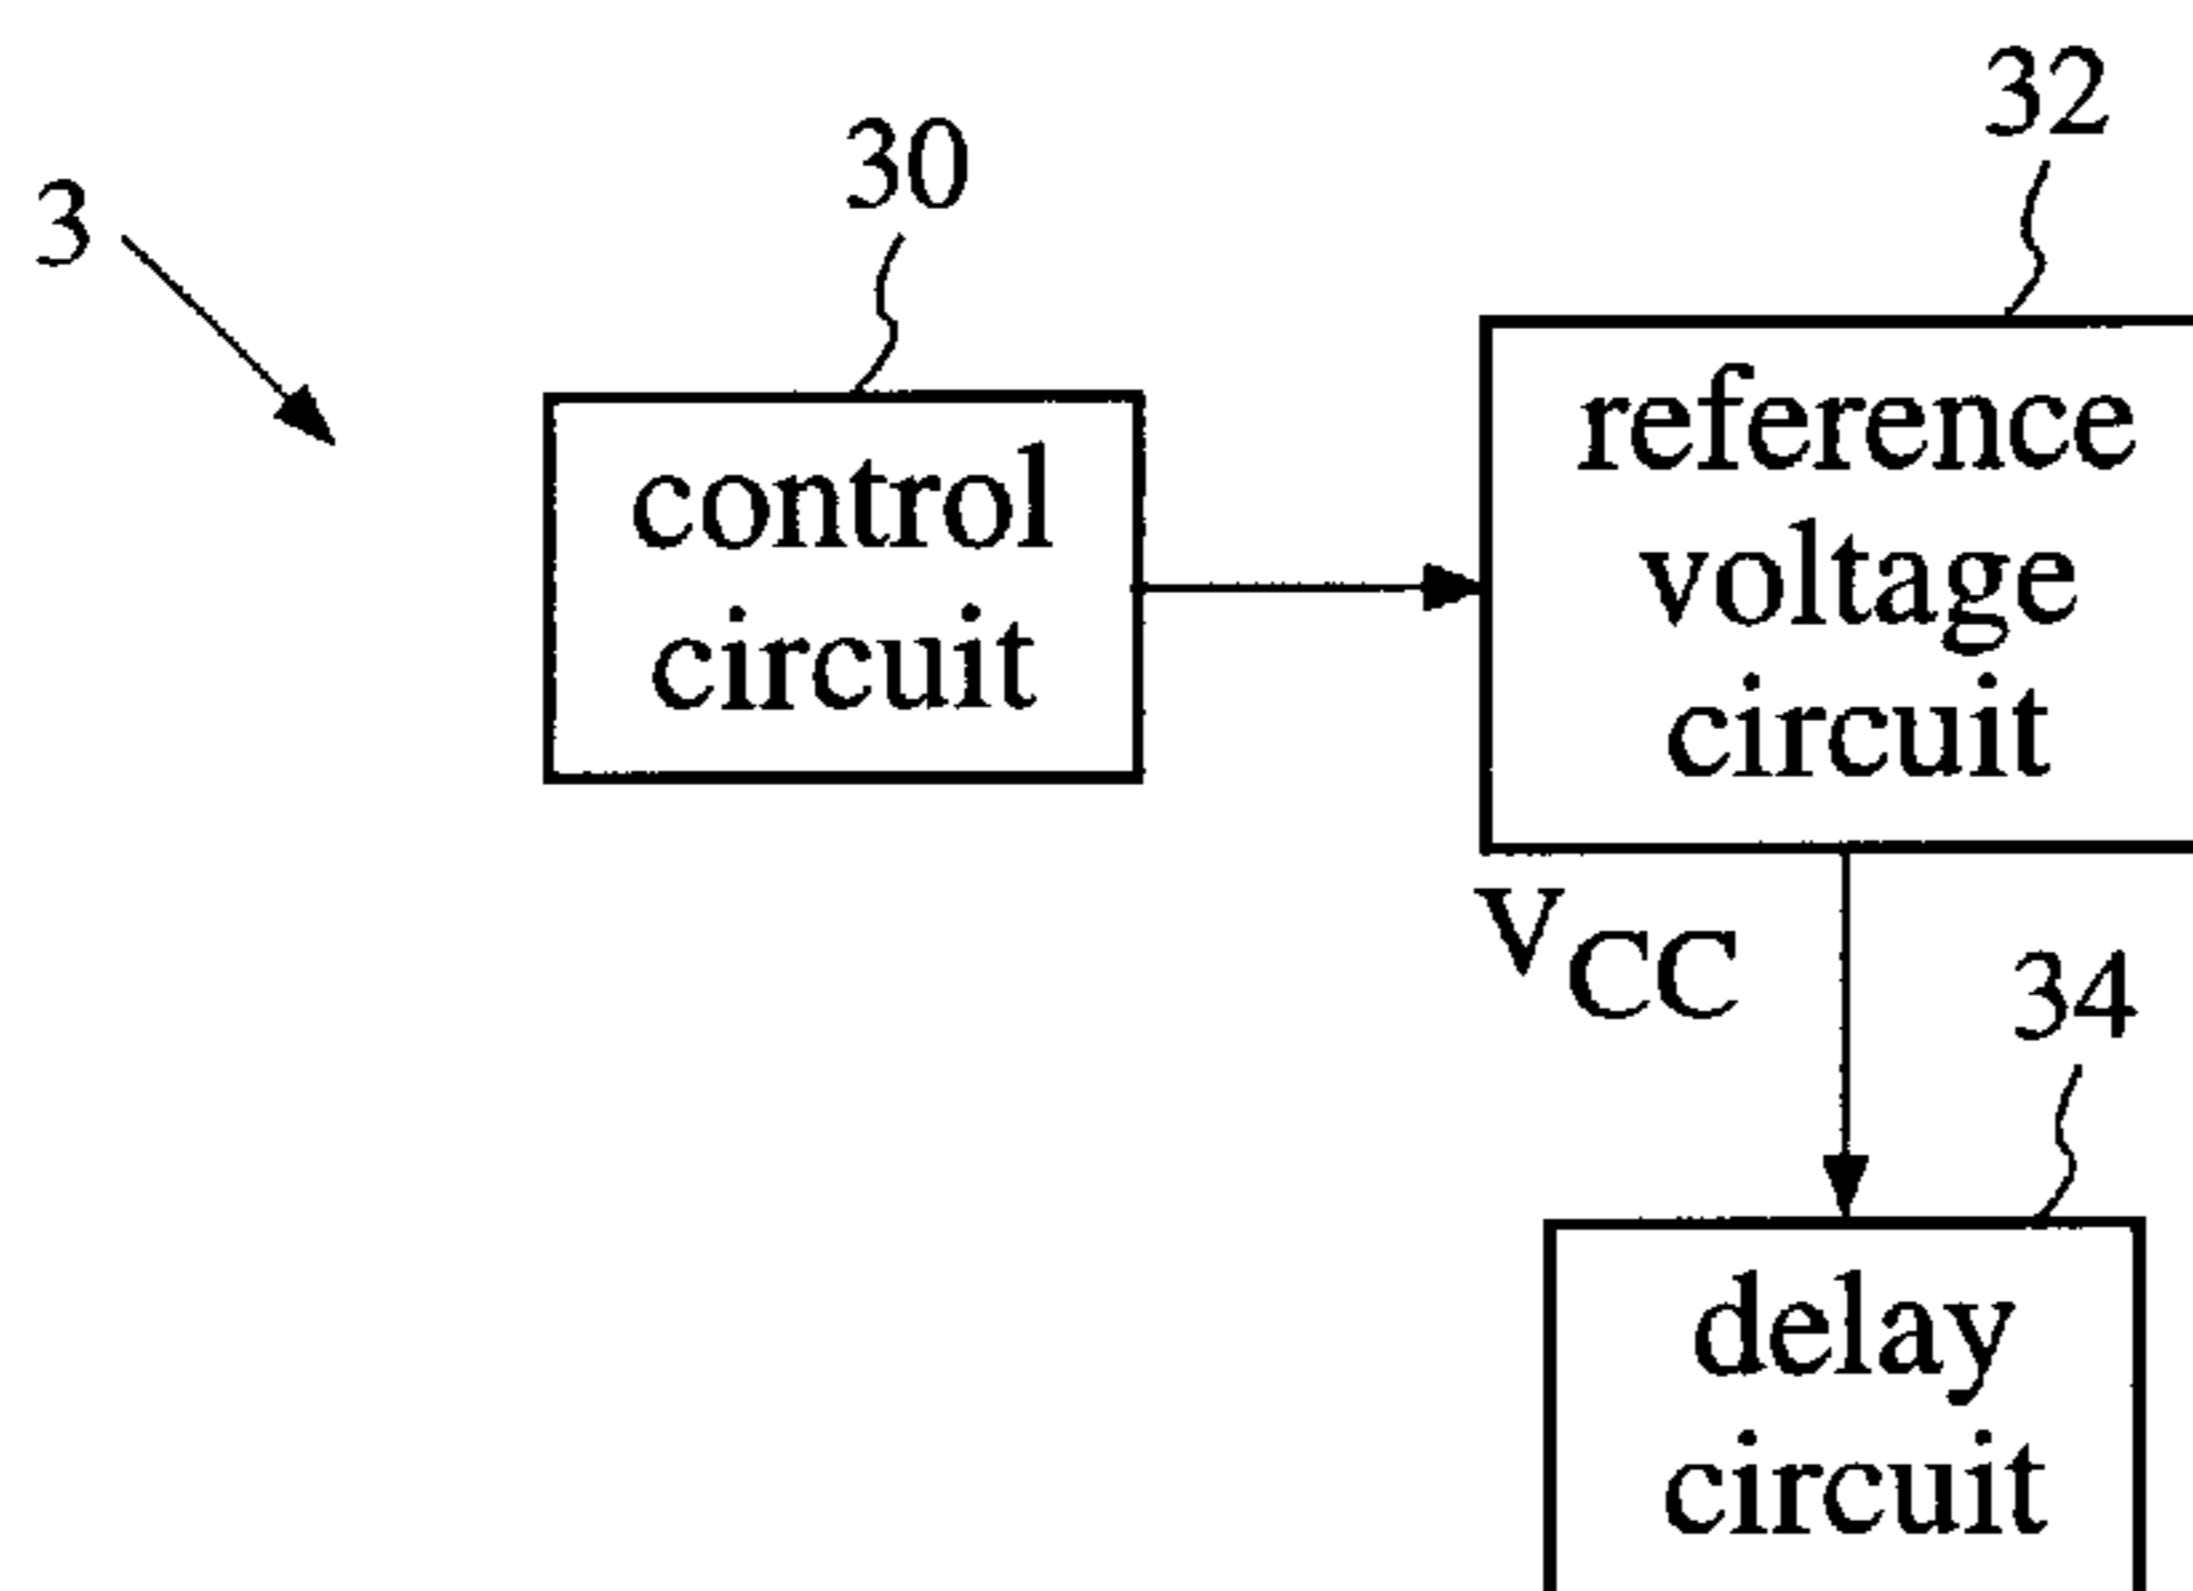 3
30
control
circuit
32
reference
voltage
circuit
VCC
34
delay
circuit